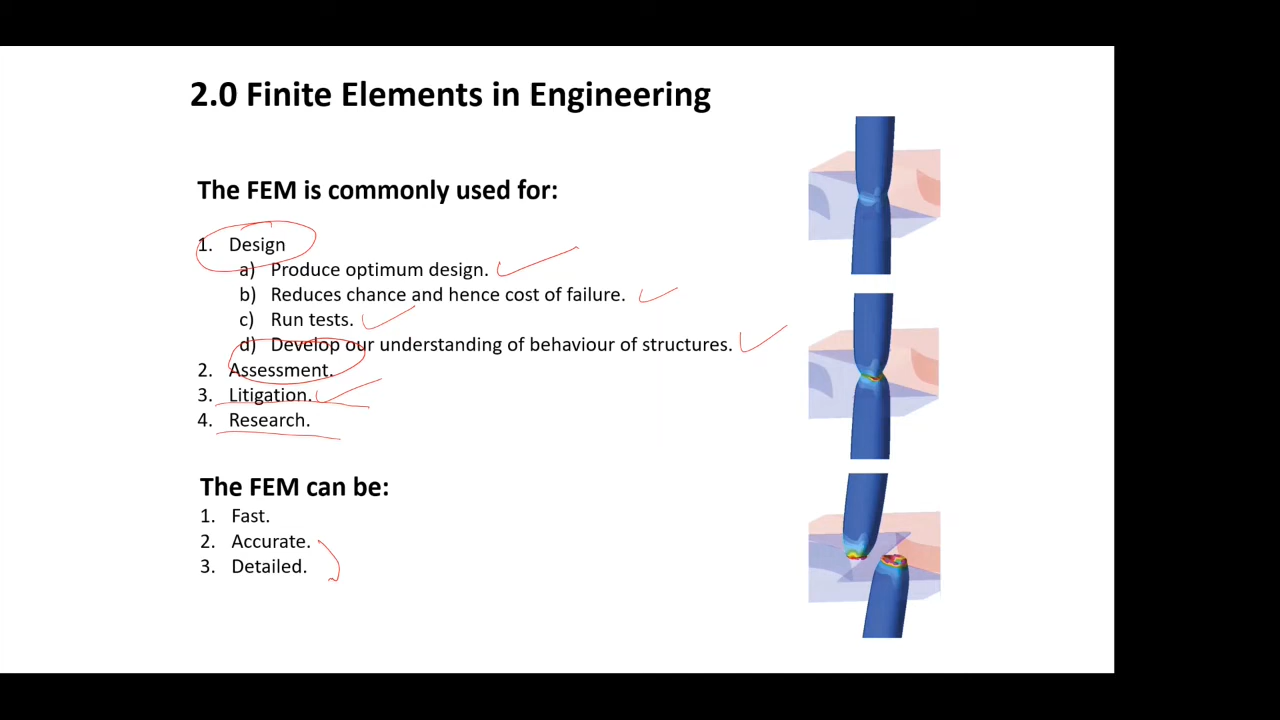 2.0 Finite Elements in Engineering
The FEM is commonly used for:
1. Design
a) Produce optimum design.
b) Reduces chance and hence cost of failure.
c) Run tests.
d) Develop our understanding of behaviour of structures.
2. Assessment.
3. Litigation.
4. Research.
The FEM can be:
1. Fast.
2. Accurate.
3. Detailed.